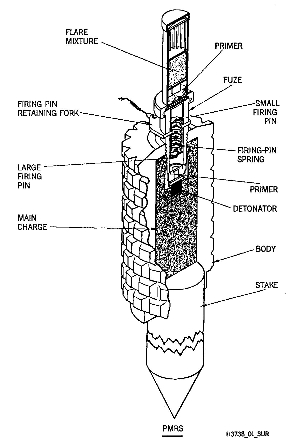 FLARE
MIXTURE
PRIMER
FUZE
FIRING PIN
RETAINING FORK
SMALL
FIRING
PIN
LARGE
FIRING
PIN
FIRING-PIN
SPRING
PRIMER
DETONATOR
MAIN
CHARGE
BODY
STAKE
PMRS